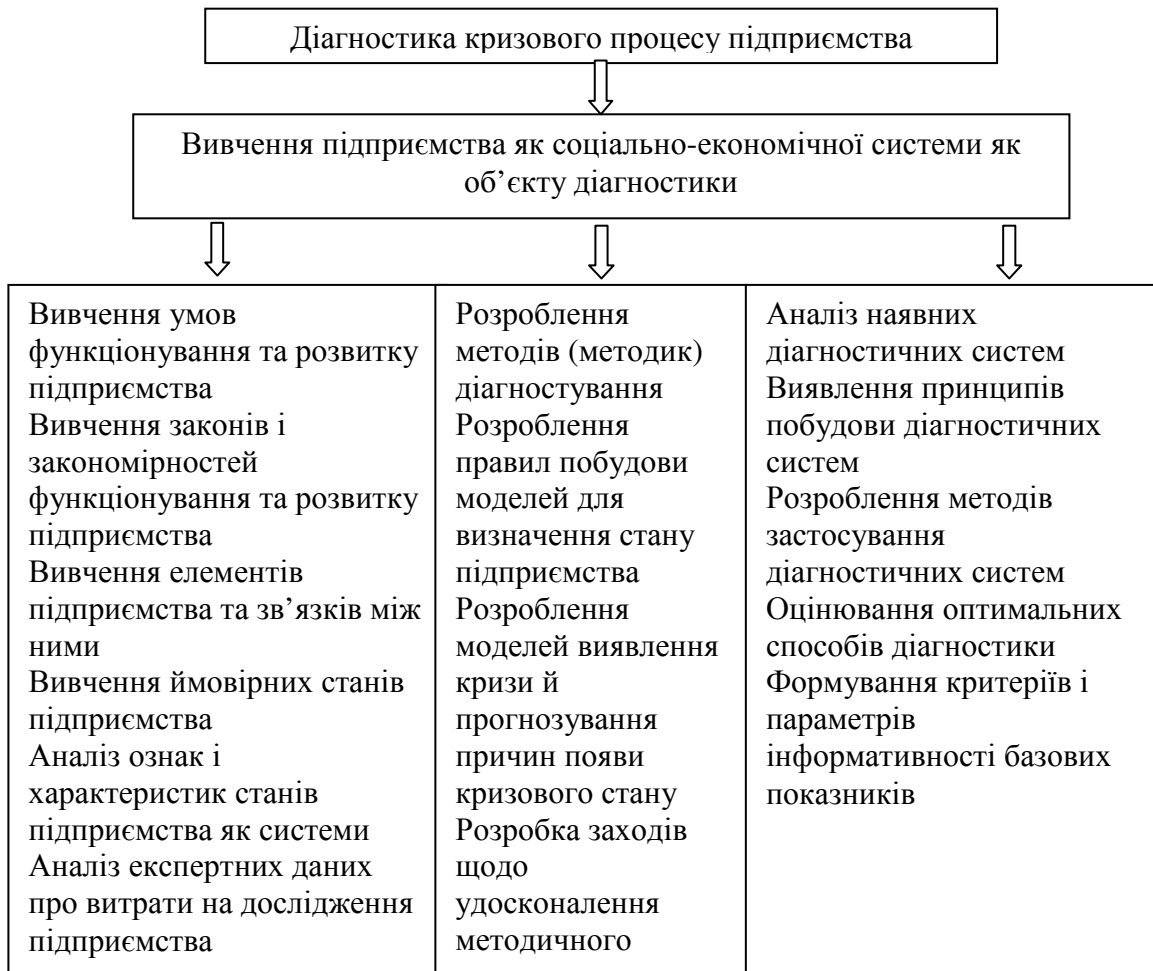 Діагностика кризового процесу підприємства
Вивчення підприємства як соціально-економічної системи як
об’єкту діагностики
Вивчення умов
функціонування та розвитку
підприємства
Вивчення законів і
закономірностей
функціонування та розвитку
підприємства
Вивчення елементів
підприємства та зв’язків між
ними
Вивчення ймовірних станів
підприємства
Аналіз ознак і
характеристик станів
підприємства як системи
Аналіз експертних даних
про витрати на дослідження
підприємства
Розроблення
методів (методик)
діагностування
Розроблення
правил побудови
моделей для
визначення стану
підприємства
Розроблення
моделей виявлення
кризи й
прогнозування
причин появи
кризового стану
Розробка заходів
щодо
удосконалення
методичного
Аналіз наявних
діагностичних систем
Виявлення принципів
побудови діагностичних
систем
Розроблення методів
застосування
діагностичних систем
Оцінювання оптимальних
способів діагностики
Формування критеріїв і
параметрів
інформативності базових
показників